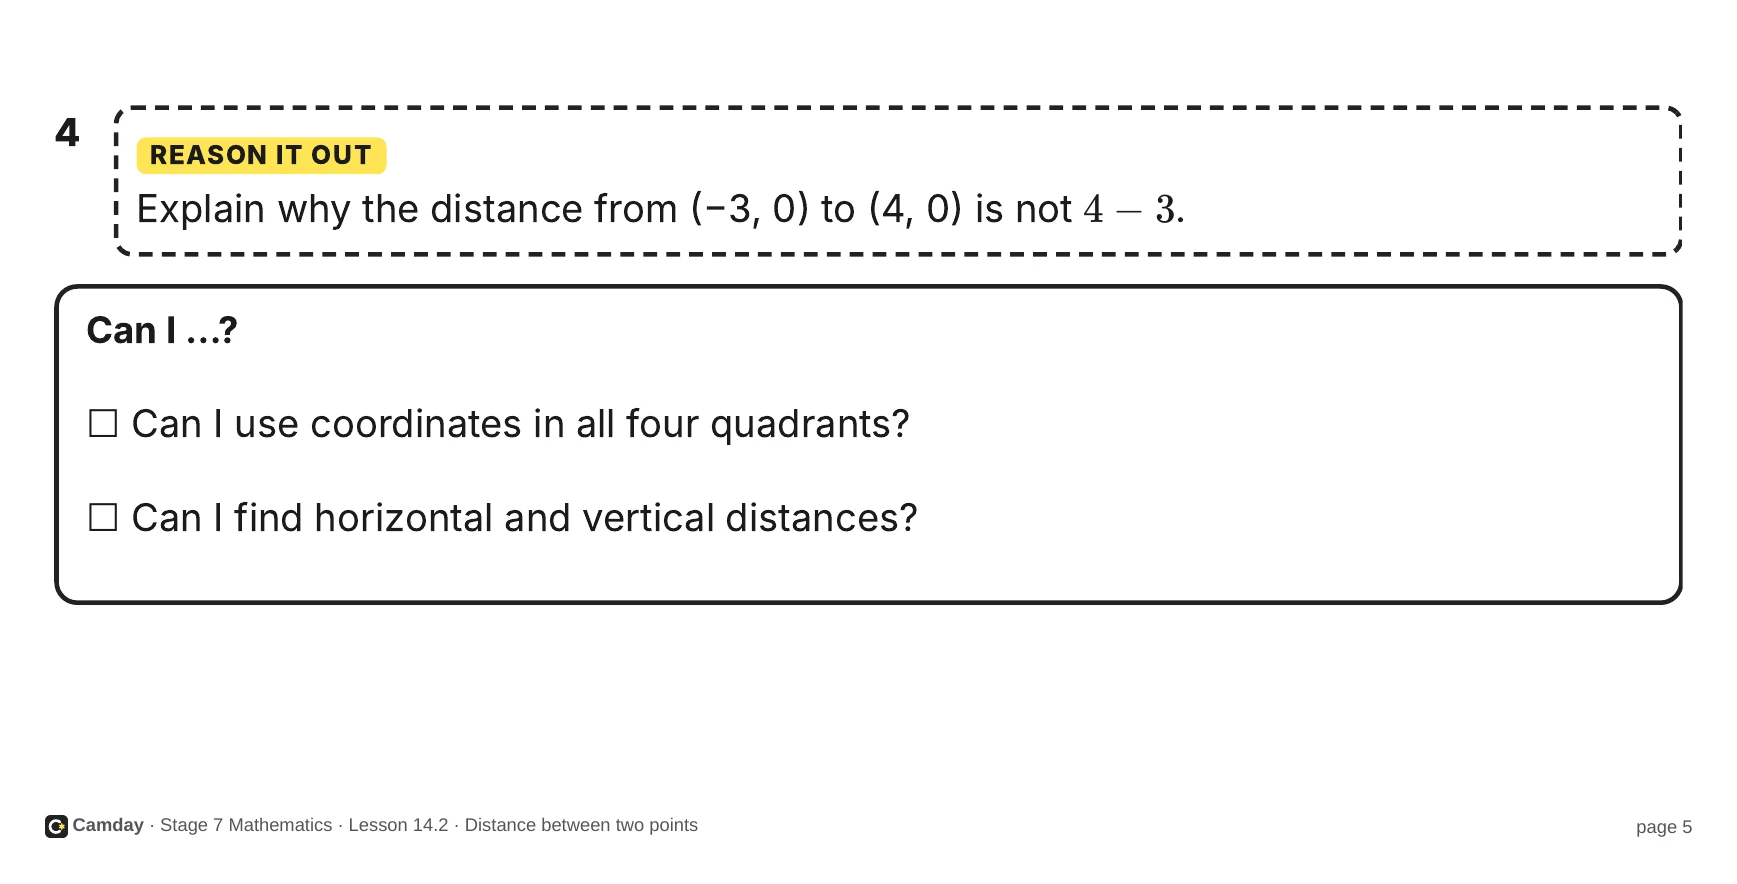 4
REASON IT OUT
Explain why the distance from (−3, 0) to (4, 0) is not 4 − 3.
Can I …?
☐ Can I use coordinates in all four quadrants?
☐ Can I find horizontal and vertical distances?
Camday · Stage 7 Mathematics · Lesson 14.2 · Distance between two points
page 5